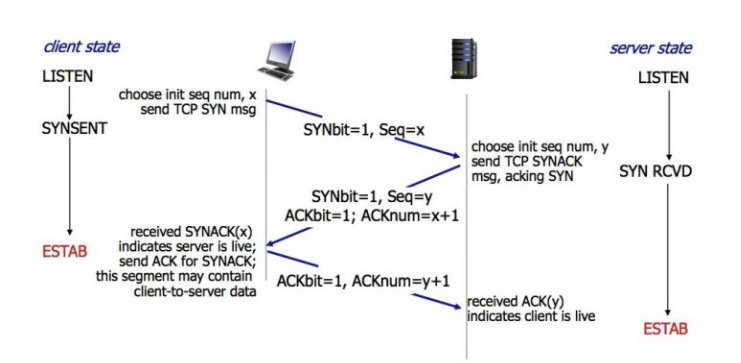 client state
server state
LISTEN
LISTEN
choose init seq num, x
send TCP SYN msg
SYNSENT
SYNbit=1, Seq=x
choose init seq num, y
send TCP SYNACK
msg, acking SYN
SYN RCVD
SYNbit=1, Seq=y
ACKbit=1; ACKnum=x+1
received SYNACK(x)
indicates server is live;
send ACK for SYNACK;
this segment may contain
client-to-server data
ESTAB
ACKbit=1, ACKnum=y+1
received ACK(y)
indicates client is live
ESTAB